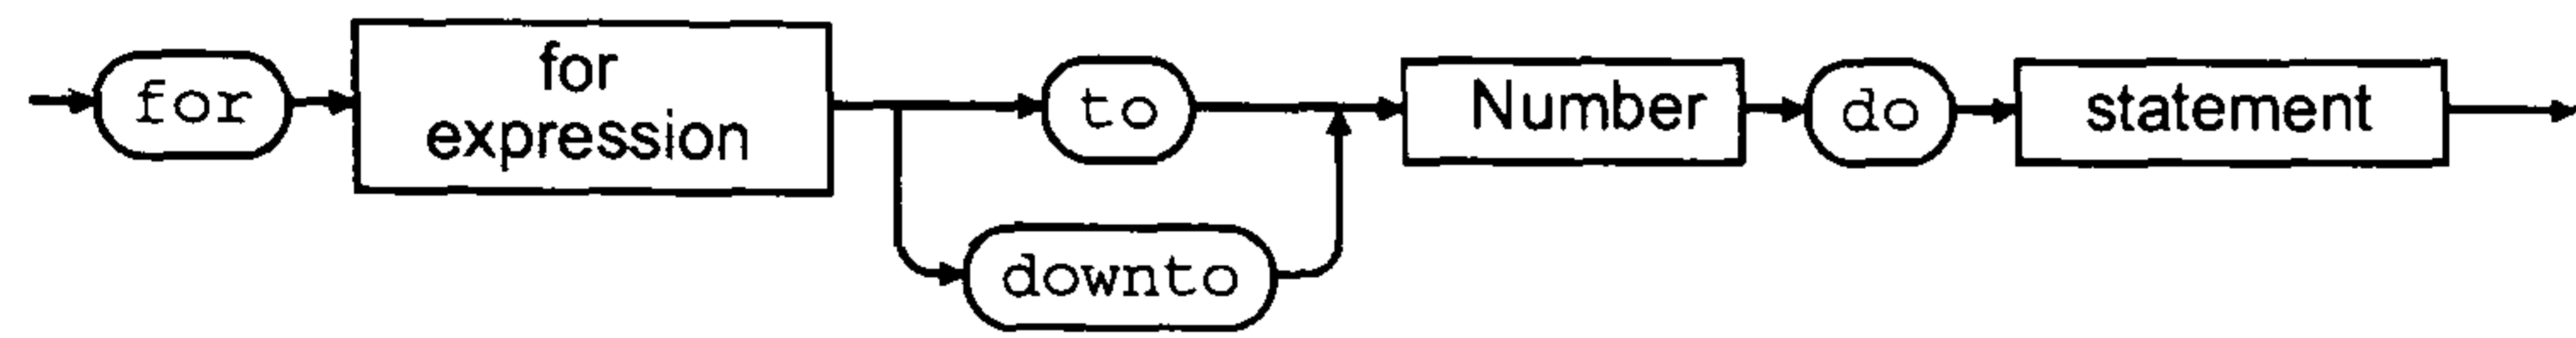 for
for
expression
to
Number
do
statement
downto